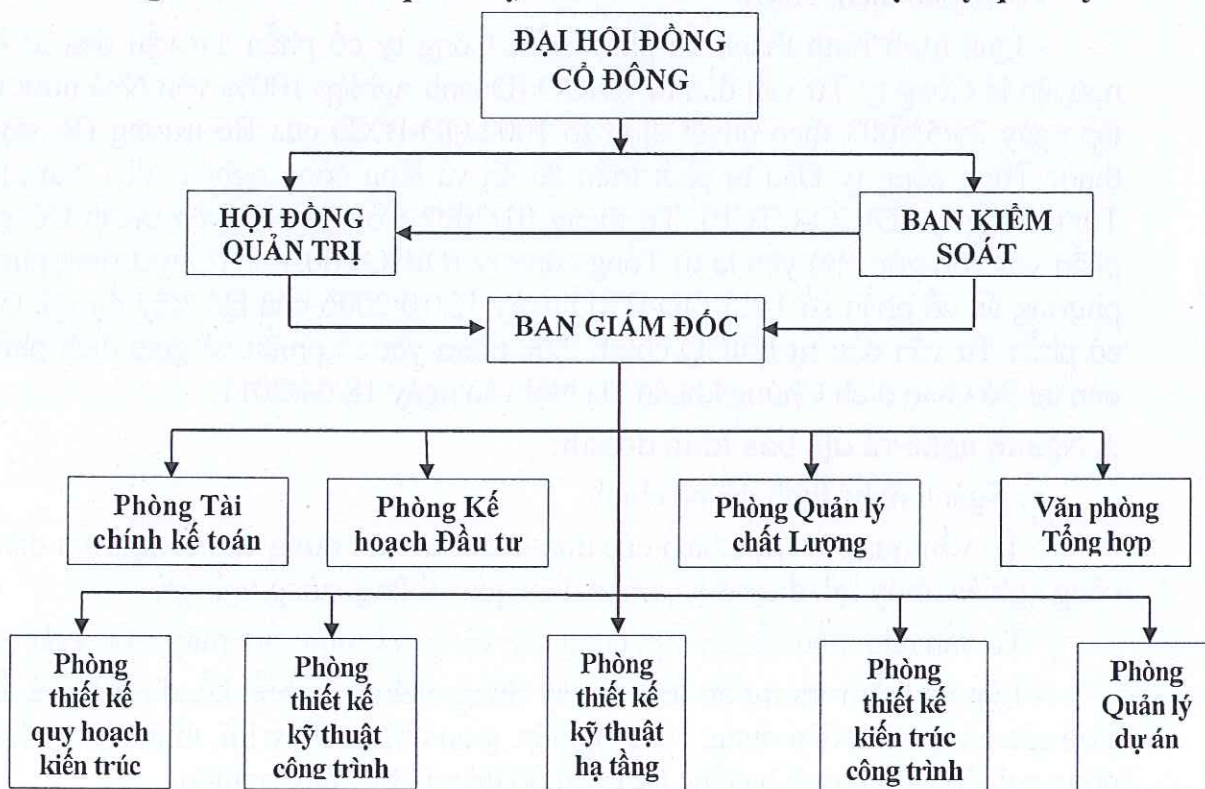 ĐẠI HỘI ĐỒNG
CỔ ĐÔNG
HỘI ĐỒNG
QUẢN TRỊ
BAN KIỂM
SOÁT
BAN GIÁM ĐỐC
Phòng Tài
chính kế toán
Phòng Kế
hoạch Đầu tư
Phòng Quản lý
chất Lượng
Văn phòng
Tổng hợp
Phòng
thiết kế
quy hoạch
kiến trúc
Phòng
thiết kế
kỹ thuật
công trình
Phòng
thiết kế
kỹ thuật
hạ tầng
Phòng
thiết kế
kiến trúc
công trình
Phòng
Quản lý
dự án